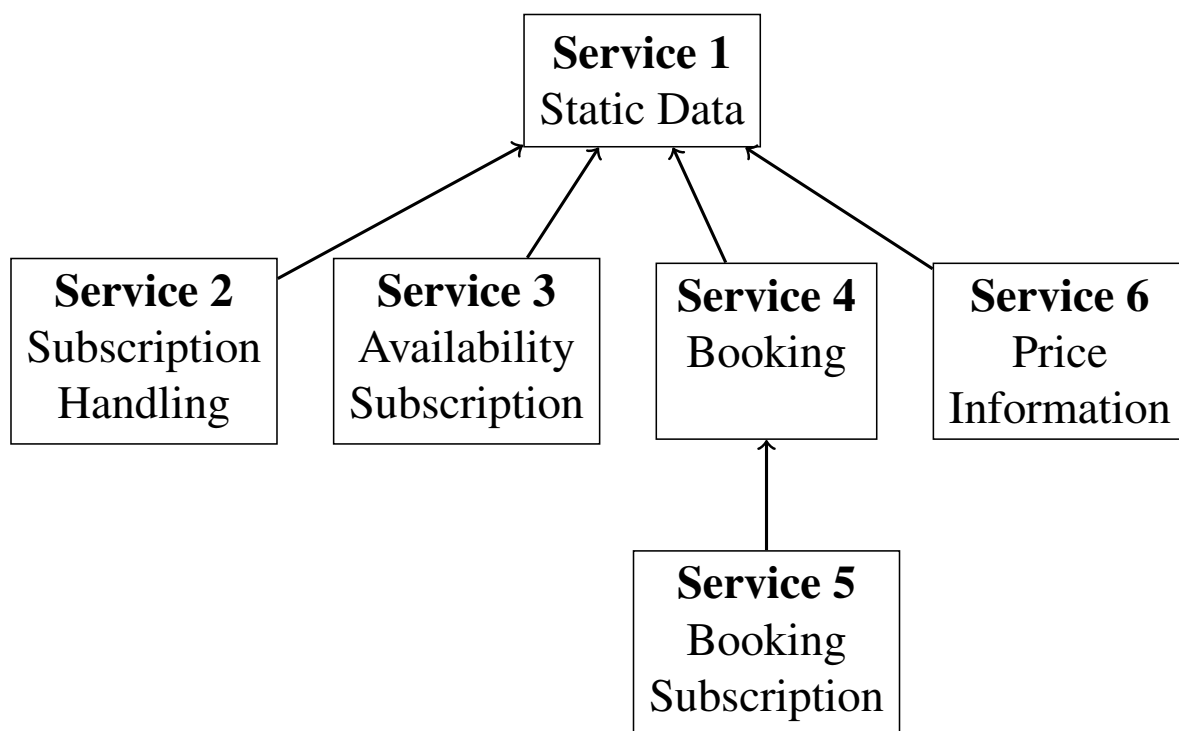 Service 1
Static Data
Service 2
Subscription
Handling
Service 3
Availability
Subscription
Service 4
Booking
Service 6
Price
Information
Service 5
Booking
Subscription